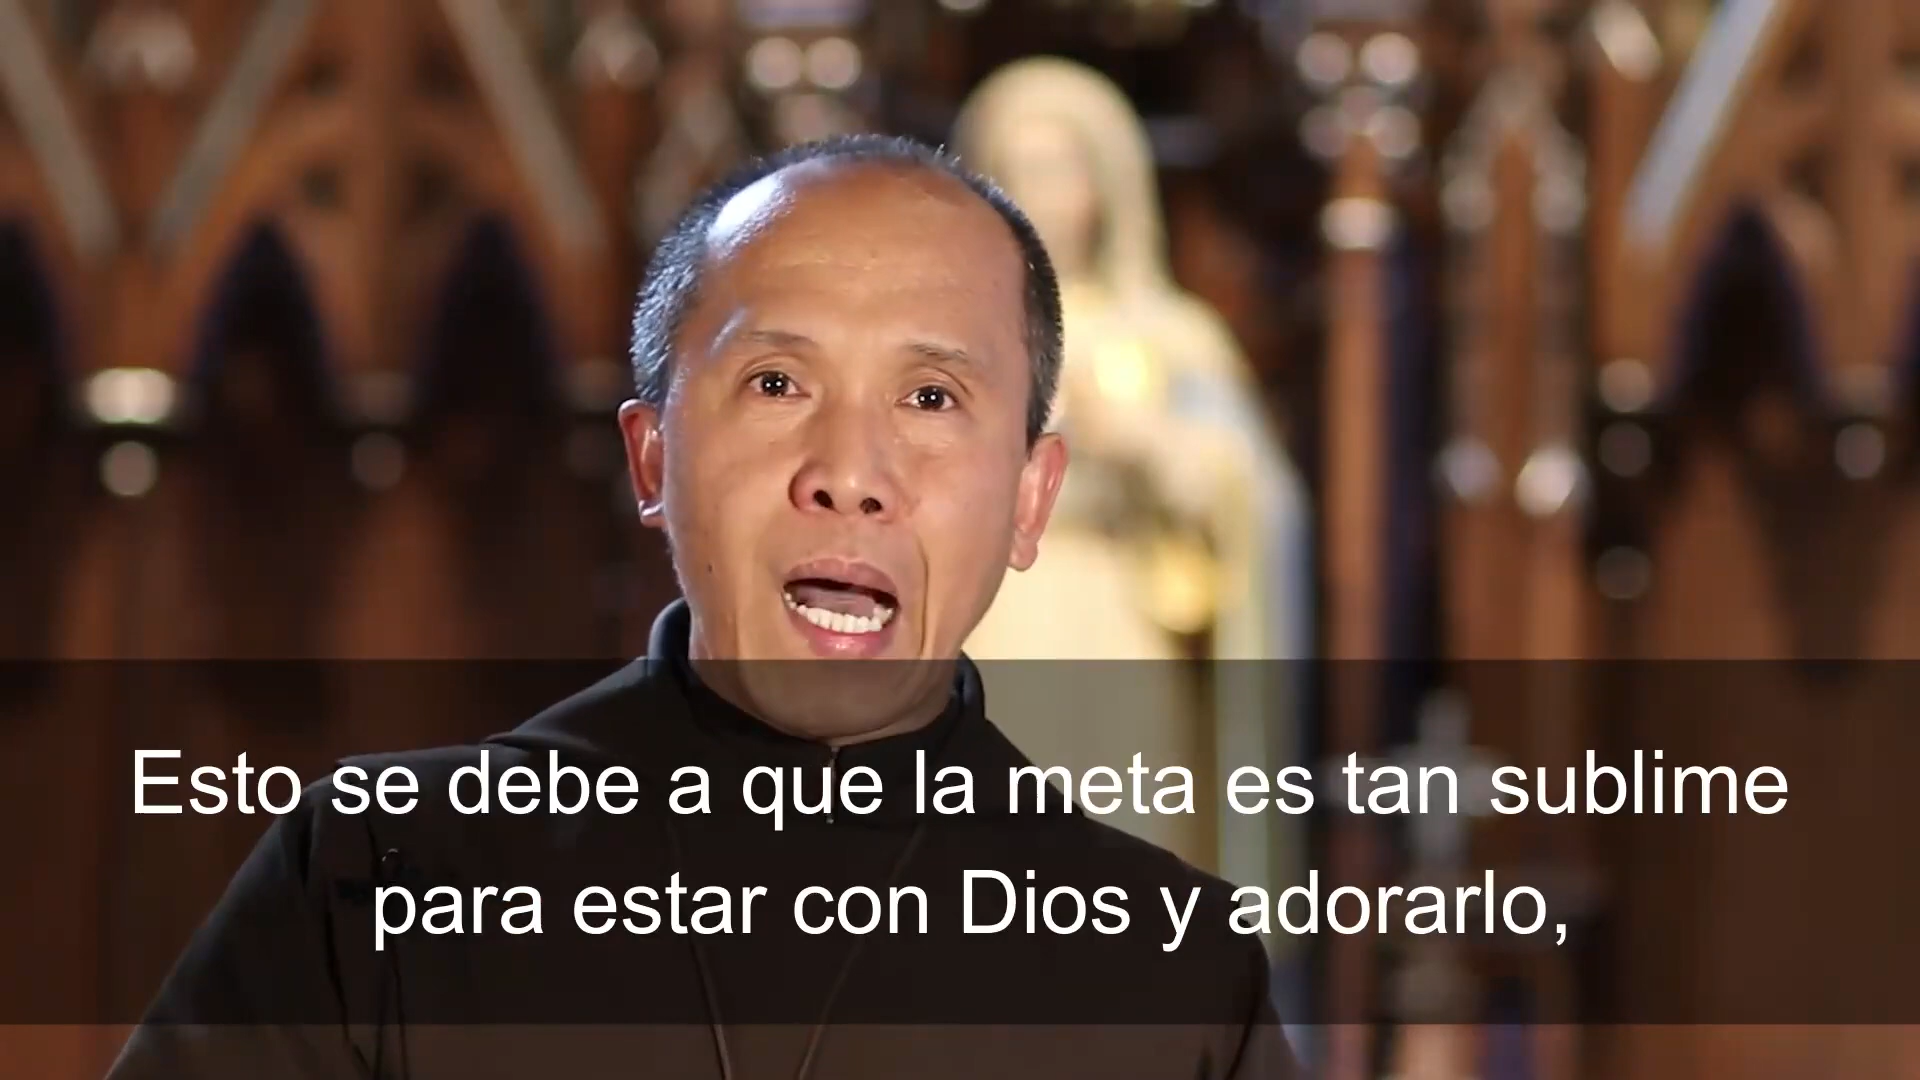 Esto se debe a que la meta es tan sublime
para estar con Dios y adorarlo,